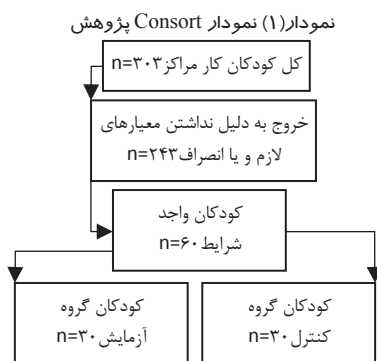 نمودار(۱) نمودار Consort پژوهش
کل کودکان کار مراکز n=۳۰۳
خروج به دلیل نداشتن معیارهای
لازم و یا انصراف n=۲۴۳
کودکان واجد
شرایط n=۶۰
کودکان گروه
کنترل n=۳۰
کودکان گروه
آزمایش n=۳۰